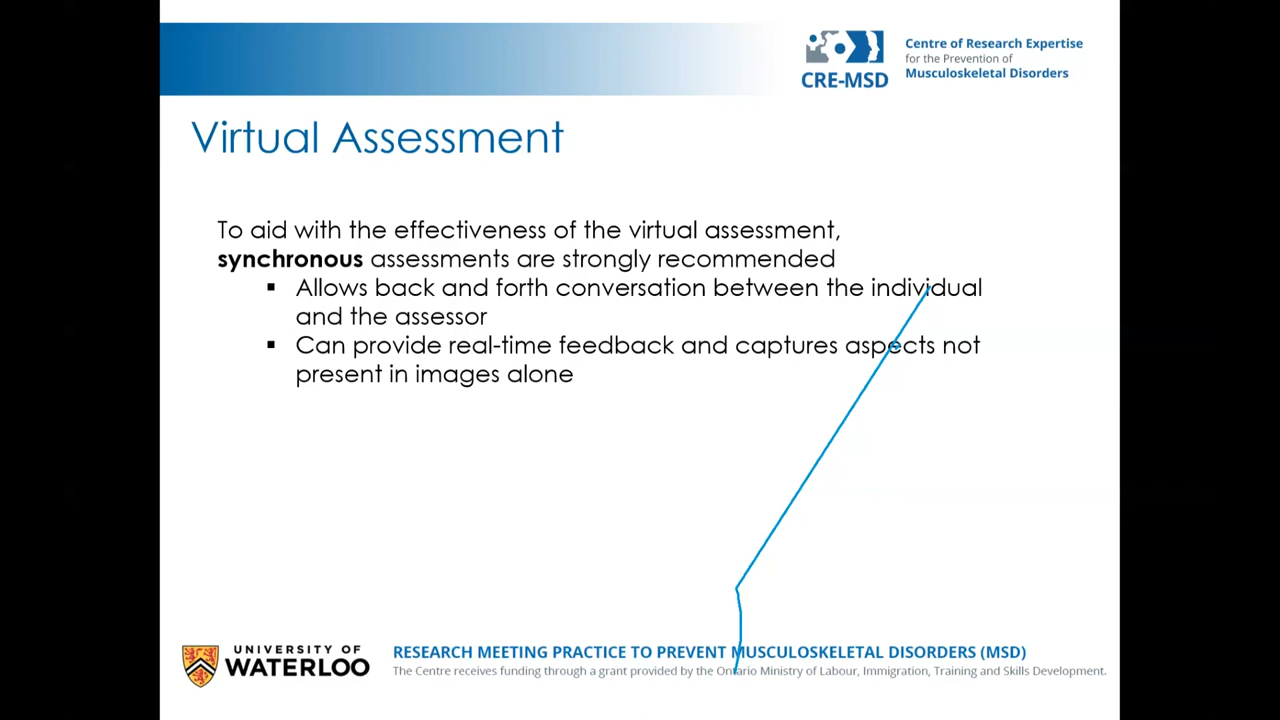 CRE-MSD
Centre of Research Expertise
for the Prevention of
Musculoskeletal Disorders
Virtual Assessment
To aid with the effectiveness of the virtual assessment,
synchronous assessments are strongly recommended
▪ Allows back and forth conversation between the individual
and the assessor
▪ Can provide real-time feedback and captures aspects not
present in images alone
UNIVERSITY OF
WATERLOO
RESEARCH MEETING PRACTICE TO PREVENT MUSCULOSKELETAL DISORDERS (MSD)
The Centre receives funding through a grant provided by the Ontario Ministry of Labour, Immigration, Training and Skills Development.